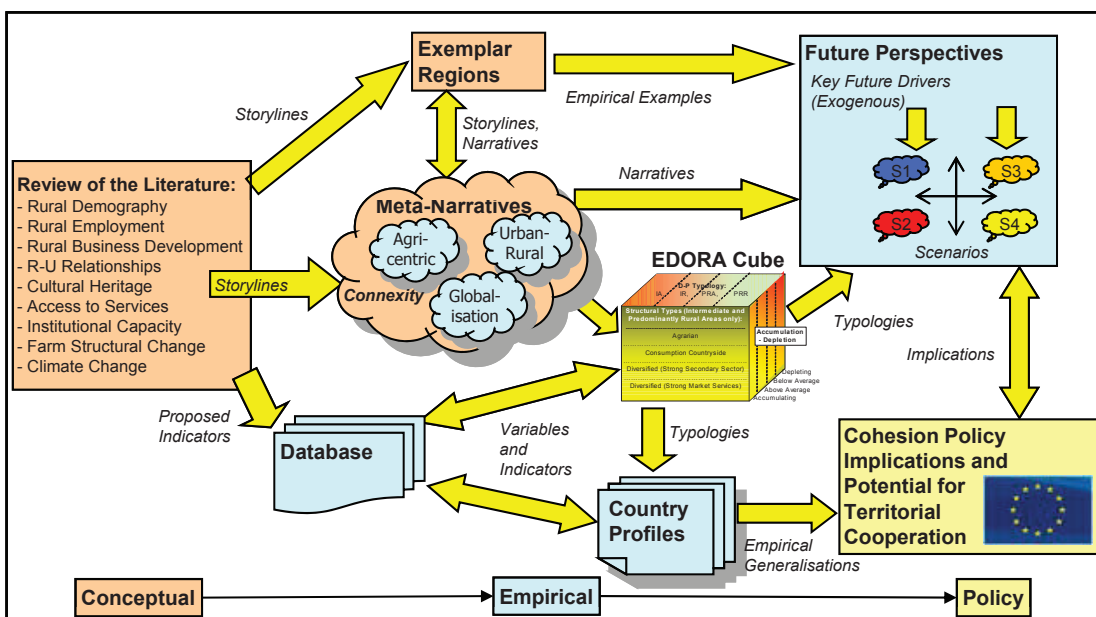 Exemplar
Regions
Future Perspectives
Key Future Drivers
(Exogenous)
S1
S3
S2
S4
Scenarios
Storylines
Empirical Examples
Storylines,
Narratives
Review of the Literature:
- Rural Demography
- Rural Employment
- Rural Business Development
- R-U Relationships
- Cultural Heritage
- Access to Services
- Institutional Capacity
- Farm Structural Change
- Climate Change
Storylines
Meta-Narratives
Agri-
centric
Urban-
Rural
Connexity
Global-
isation
Narratives
EDORA Cube
D-P Typology:
IA IR PRA PRR
Structural Types (Intermediate and
Predominantly Rural Areas only):
Agrarian
Consumption Countryside
Diversified (Strong Secondary Sector)
Diversified (Strong Market Services)
Accumulation
- Depletion
Depleting
Below Average
Above Average
Accumulating
Typologies
Implications
Proposed
Indicators
Database
Variables
and
Indicators
Typologies
Country
Profiles
Empirical
Generalisations
Cohesion Policy
Implications and
Potential for
Territorial
Cooperation
Conceptual
Empirical
Policy